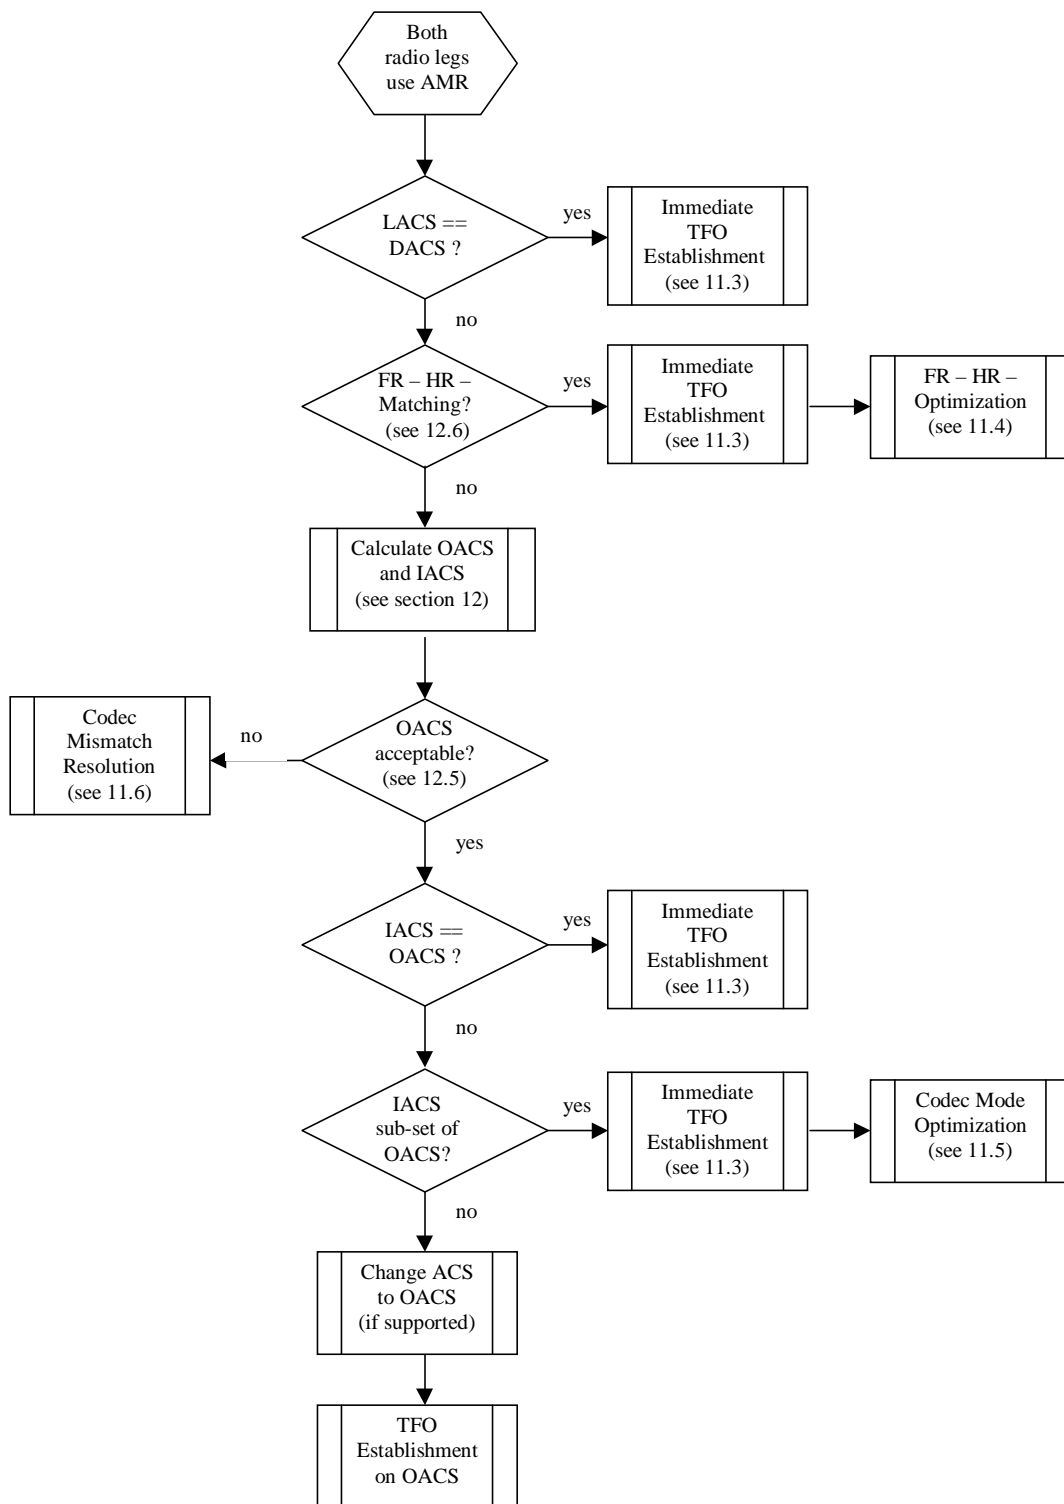 Both
radio legs
use AMR
LACS ==
DACS ?
yes
Immediate
TFO
Establishment
(see 11.3)
no
FR – HR –
Matching?
(see 12.6)
yes
Immediate
TFO
Establishment
(see 11.3)
FR – HR –
Optimization
(see 11.4)
no
Calculate OACS
and IACS
(see section 12)
OACS
acceptable?
(see 12.5)
no
Codec
Mismatch
Resolution
(see 11.6)
yes
IACS ==
OACS ?
yes
Immediate
TFO
Establishment
(see 11.3)
no
IACS
sub-set of
OACS?
yes
Immediate
TFO
Establishment
(see 11.3)
Codec Mode
Optimization
(see 11.5)
no
Change ACS
to OACS
(if supported)
TFO
Establishment
on OACS